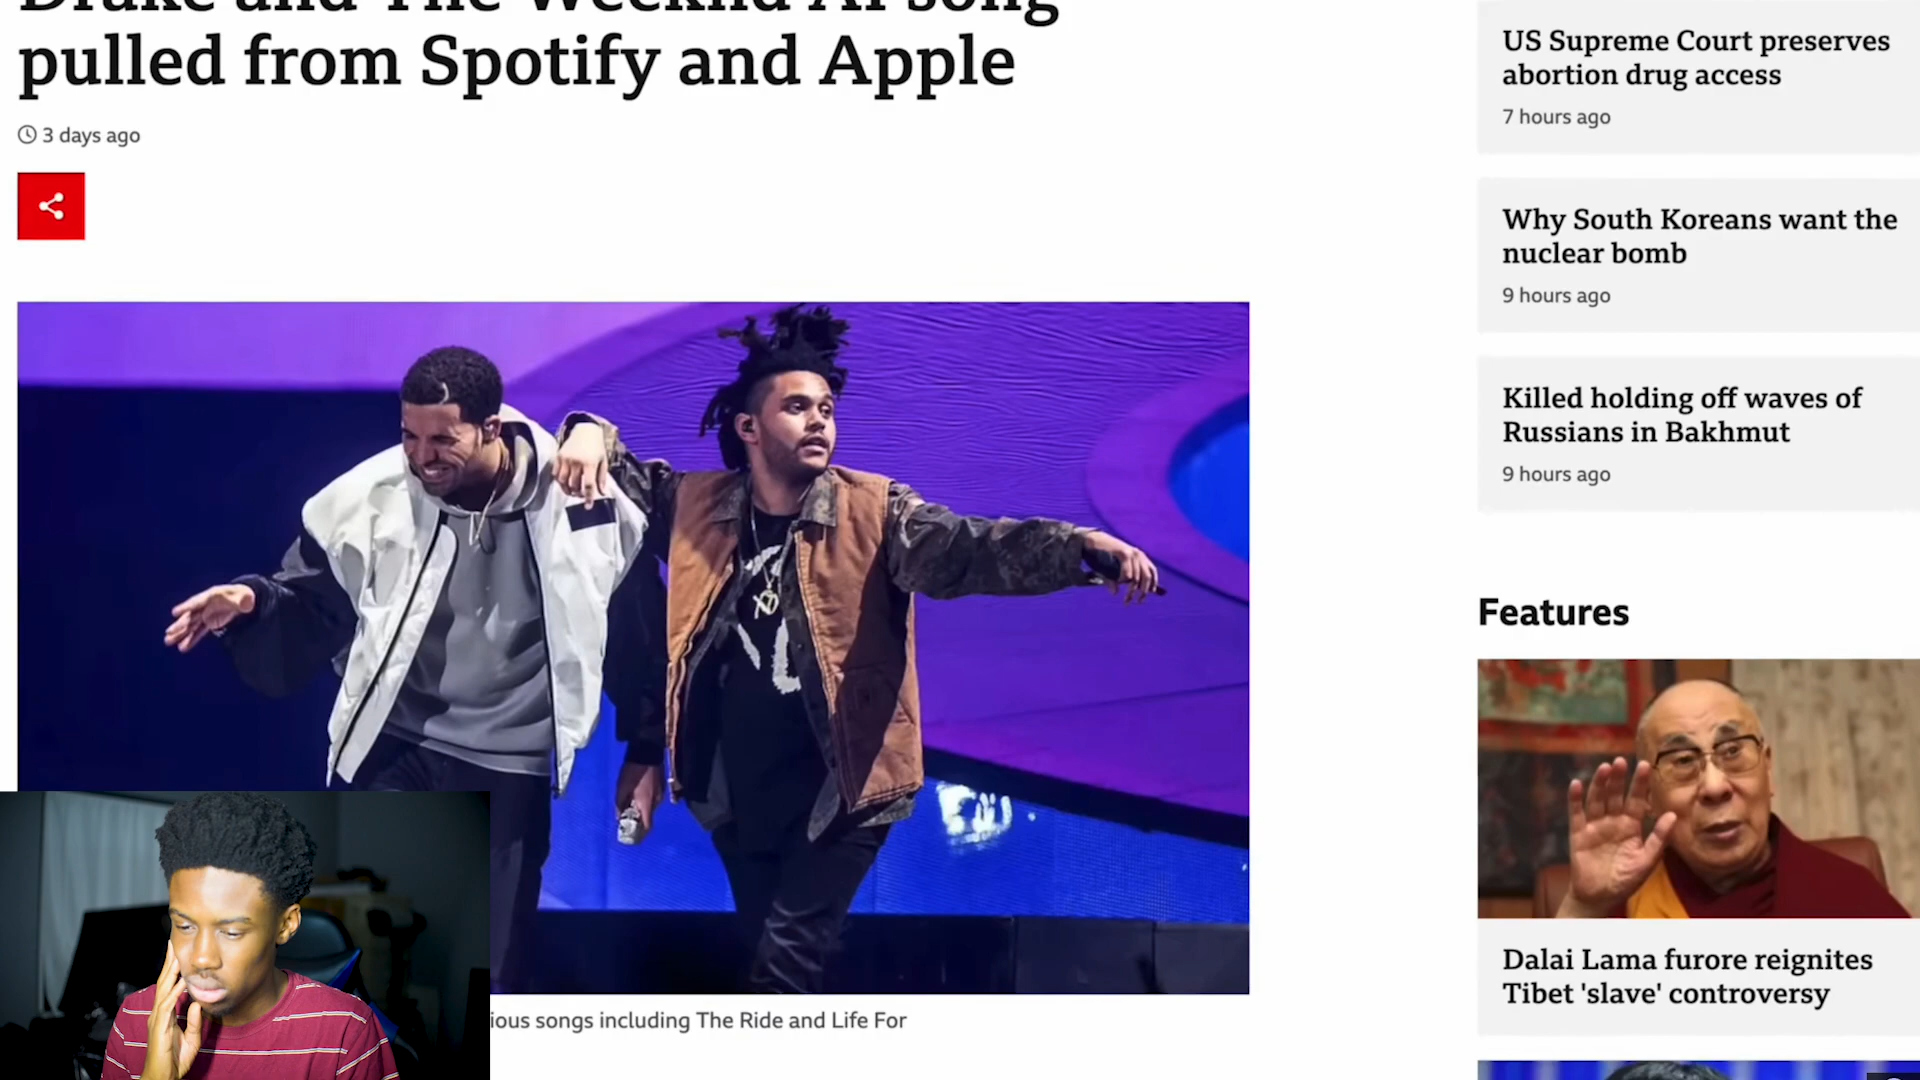 Drake and The Weeknd AI song
pulled from Spotify and Apple
3 days ago
ious songs including The Ride and Life For
US Supreme Court preserves
abortion drug access
7 hours ago
Why South Koreans want the
nuclear bomb
9 hours ago
Killed holding off waves of
Russians in Bakhmut
9 hours ago
Features
Dalai Lama furore reignites
Tibet 'slave' controversy